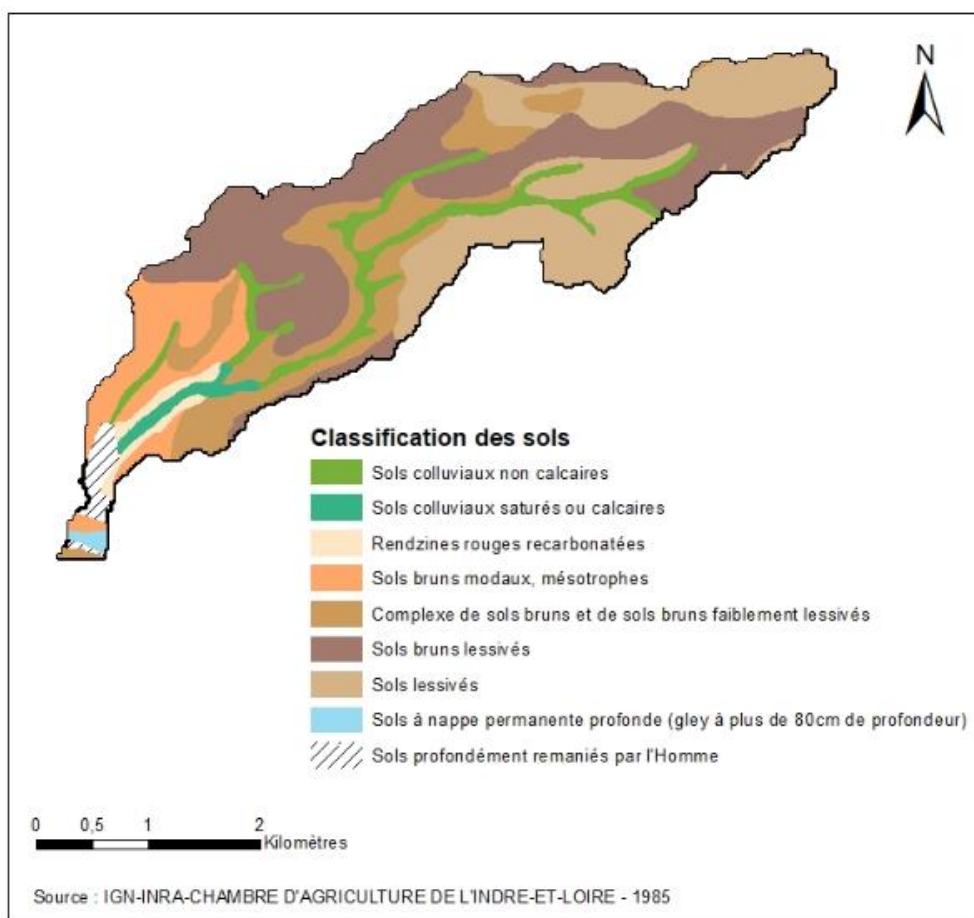 N
Classification des sols
Sols colluviaux non calcaires
Sols colluviaux saturés ou calcaires
Rendzines rouges recarbonatées
Sols bruns modaux, mésotrophes
Complexe de sols bruns et de sols bruns faiblement lessivés
Sols bruns lessivés
Sols lessivés
Sols à nappe permanente profonde (gley à plus de 80cm de profondeur)
Sols profondément remaniés par l'Homme
0 0,5 1 2
Kilomètres
Source : IGN-INRA-CHAMBRE D'AGRICULTURE DE L'INDRE-ET-LOIRE - 1985